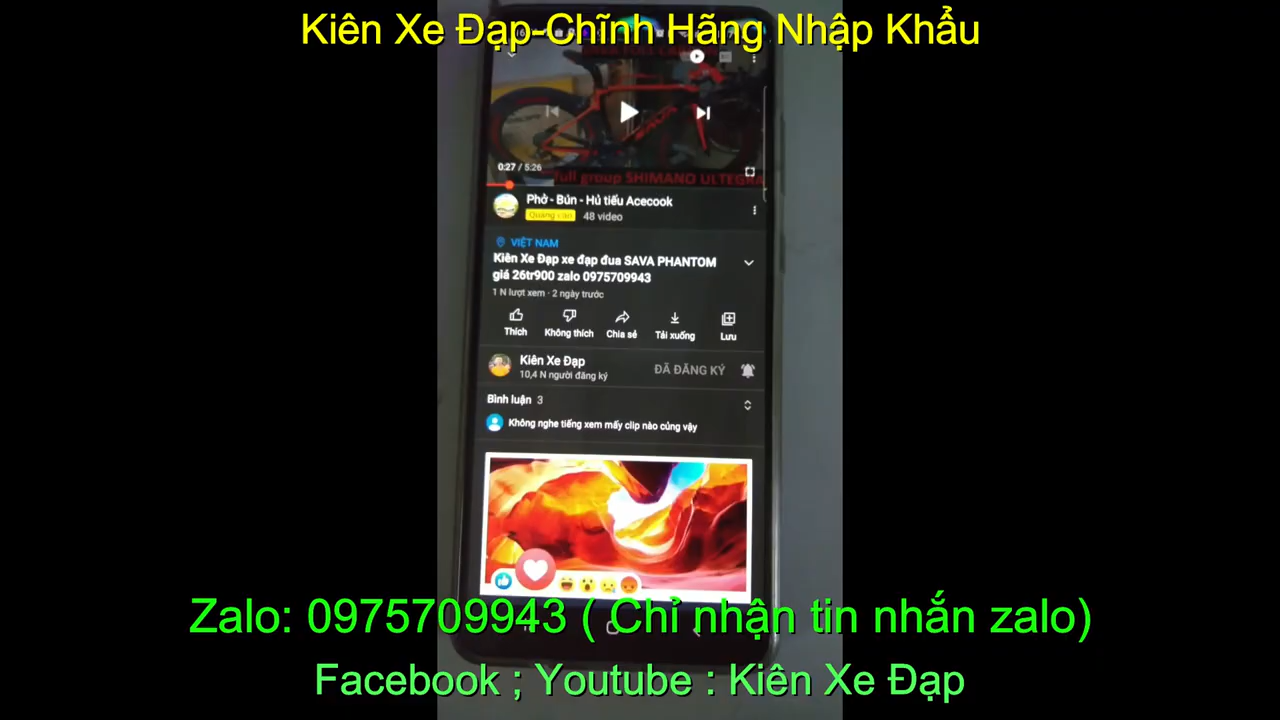 Kiên Xe Đạp-Chĩnh Hãng Nhập Khẩu
SAVA
0:27 / 5:26
full group SHIMANO ULTEGRA
Phở - Bún - Hủ tiếu Acecook
Quảng cáo 48 video
VIỆT NAM
Kiên Xe Đạp xe đạp đua SAVA PHANTOM
giá 26tr900 zalo 0975709943
1 N lượt xem · 2 ngày trước
Thích Không thích Chia sẻ Tải xuống Lưu
Kiên Xe Đạp
10,4 N người đăng ký
ĐÃ ĐĂNG KÝ
Bình luận 3
Không nghe tiếng xem mấy clip nào củng vậy
Zalo: 0975709943 ( Chỉ nhận tin nhắn zalo)
Facebook ; Youtube : Kiên Xe Đạp